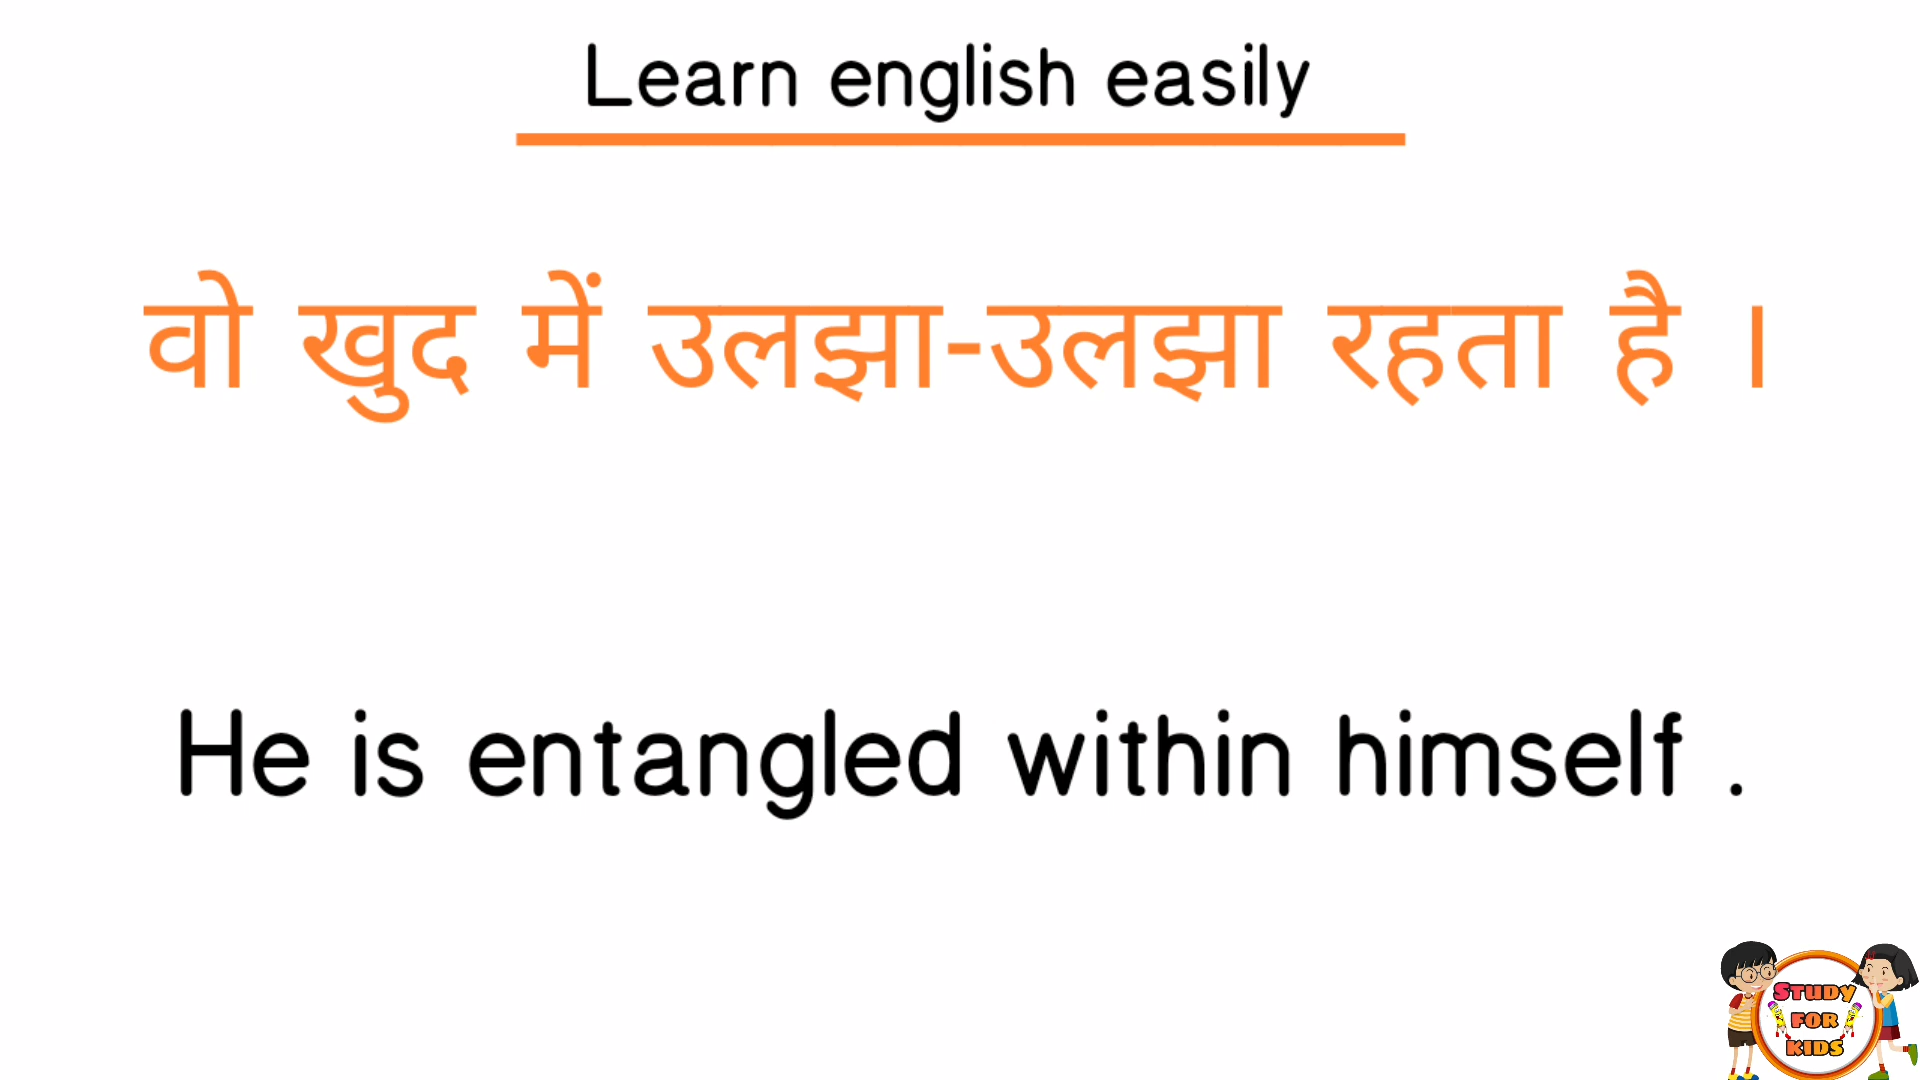 Learn english easily
वो खुद में उलझा-उलझा रहता है ।
He is entangled within himself .
STUDY
FOR
KIDS